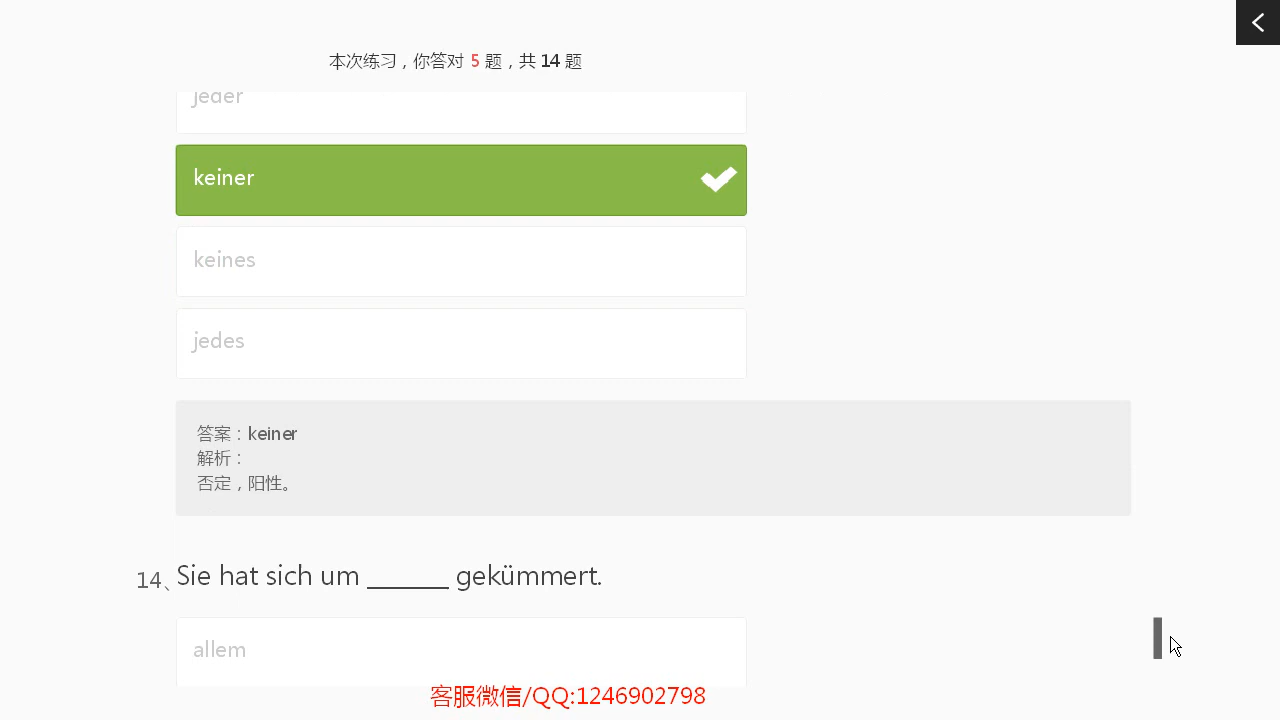 本次练习，你答对 5 题，共 14 题
jeder
keiner
keines
jedes
答案：keiner
解析：
否定，阳性。
14、Sie hat sich um _______ gekümmert.
allem
客服微信/QQ:1246902798